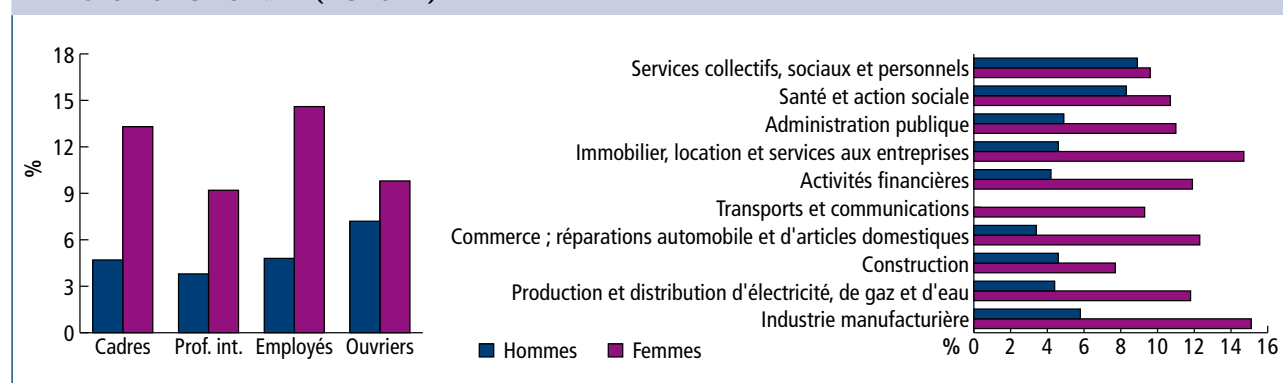 18
15
12
9
6
3
0
%
Cadres Prof. int. Employés Ouvriers
Services collectifs, sociaux et personnels
Santé et action sociale
Administration publique
Immobilier, location et services aux entreprises
Activités financières
Transports et communications
Commerce ; réparations automobile et d'articles domestiques
Construction
Production et distribution d'électricité, de gaz et d'eau
Industrie manufacturière
% 0 2 4 6 8 10 12 14 16
Hommes Femmes